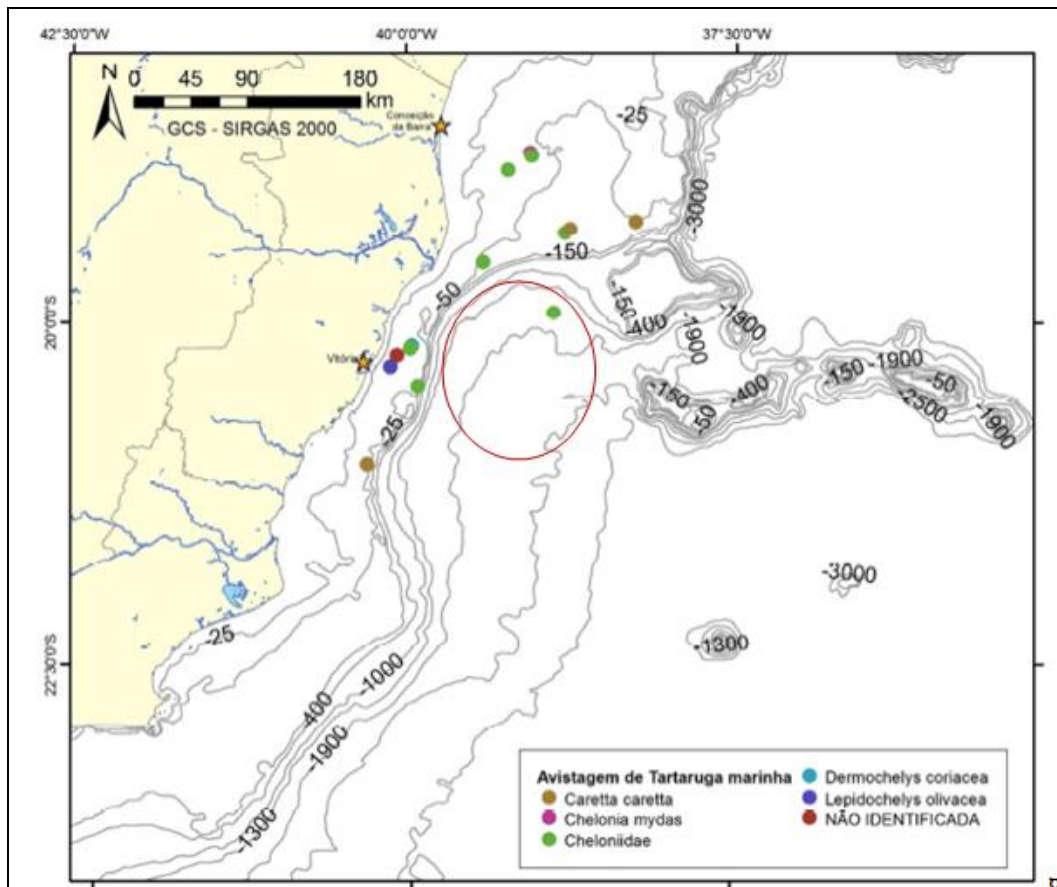 42°30'0"W
40°0'0"W
37°30'0"W
N
0 45 90 180
km
GCS - SIRGAS 2000
Conceição
da Barra
-25
-3000
-150
-50
20°0'0"S
-150
-400
-1900
-1900
Vitória
-150
-50
-400
-150
-1900
-50
-2500
-1900
-25
-3000
-25
-1300
22°30'0"S
-1000
-400
-1900
-1300
Avistagem de Tartaruga marinha
Caretta caretta
Chelonia mydas
Cheloniidae
Dermochelys coriacea
Lepidochelys olivacea
NÃO IDENTIFICADA